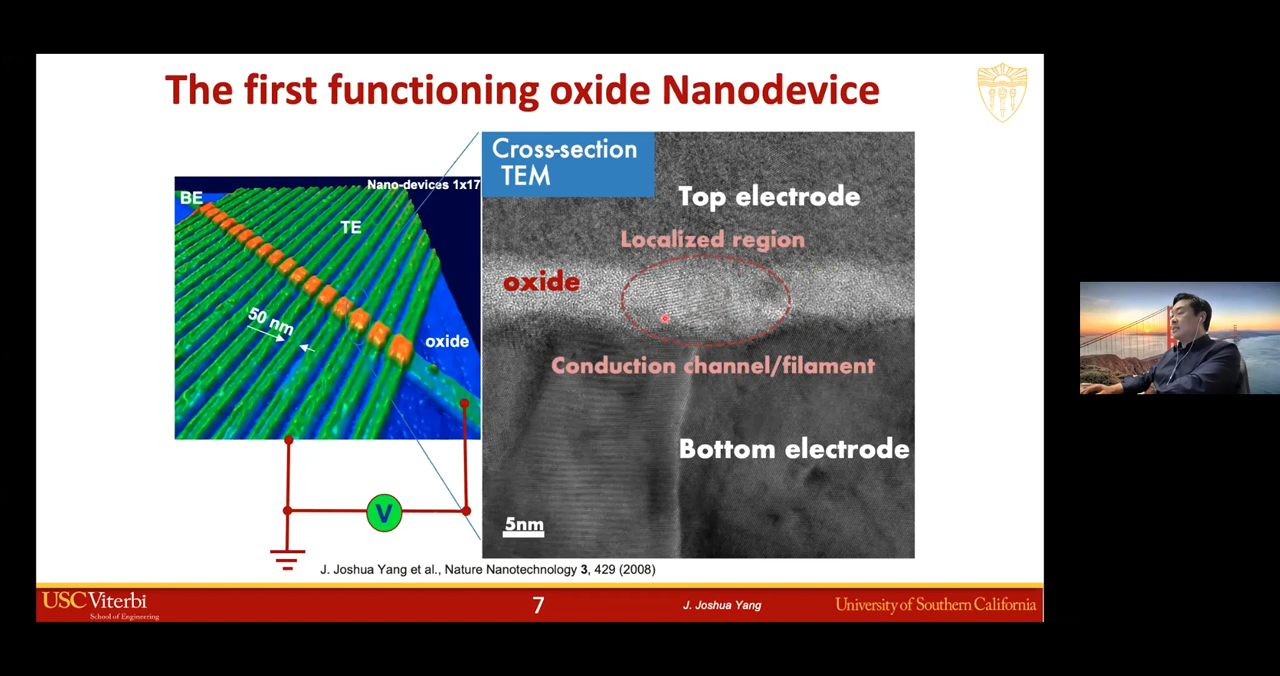 The first functioning oxide Nanodevice
BE
Nano-devices 1x17
TE
50 nm
oxide
V
Cross-section
TEM
Top electrode
Localized region
oxide
Conduction channel/filament
Bottom electrode
5nm
J. Joshua Yang et al., Nature Nanotechnology 3, 429 (2008)
USC Viterbi
School of Engineering
7
J. Joshua Yang
University of Southern California